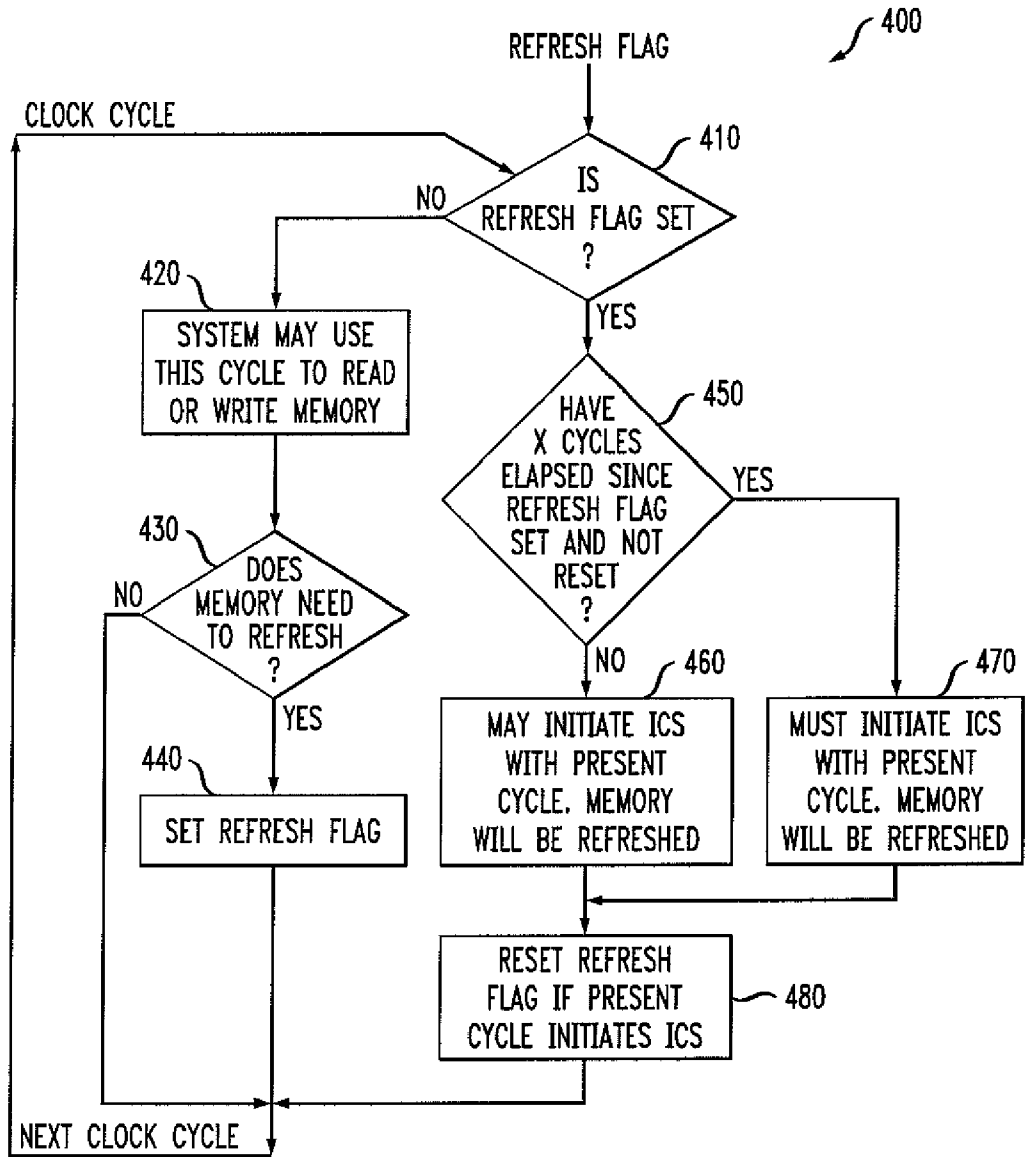 400
REFRESH FLAG
CLOCK CYCLE
410
IS
REFRESH FLAG SET
?
NO
YES
420
SYSTEM MAY USE
THIS CYCLE TO READ
OR WRITE MEMORY
450
HAVE
X CYCLES
ELAPSED SINCE
REFRESH FLAG
SET AND NOT
RESET
?
YES
NO
430
DOES
MEMORY NEED
TO REFRESH
?
NO
YES
440
SET REFRESH FLAG
460
MAY INITIATE ICS
WITH PRESENT
CYCLE. MEMORY
WILL BE REFRESHED
470
MUST INITIATE ICS
WITH PRESENT
CYCLE. MEMORY
WILL BE REFRESHED
RESET REFRESH
FLAG IF PRESENT
CYCLE INITIATES ICS
480
NEXT CLOCK CYCLE